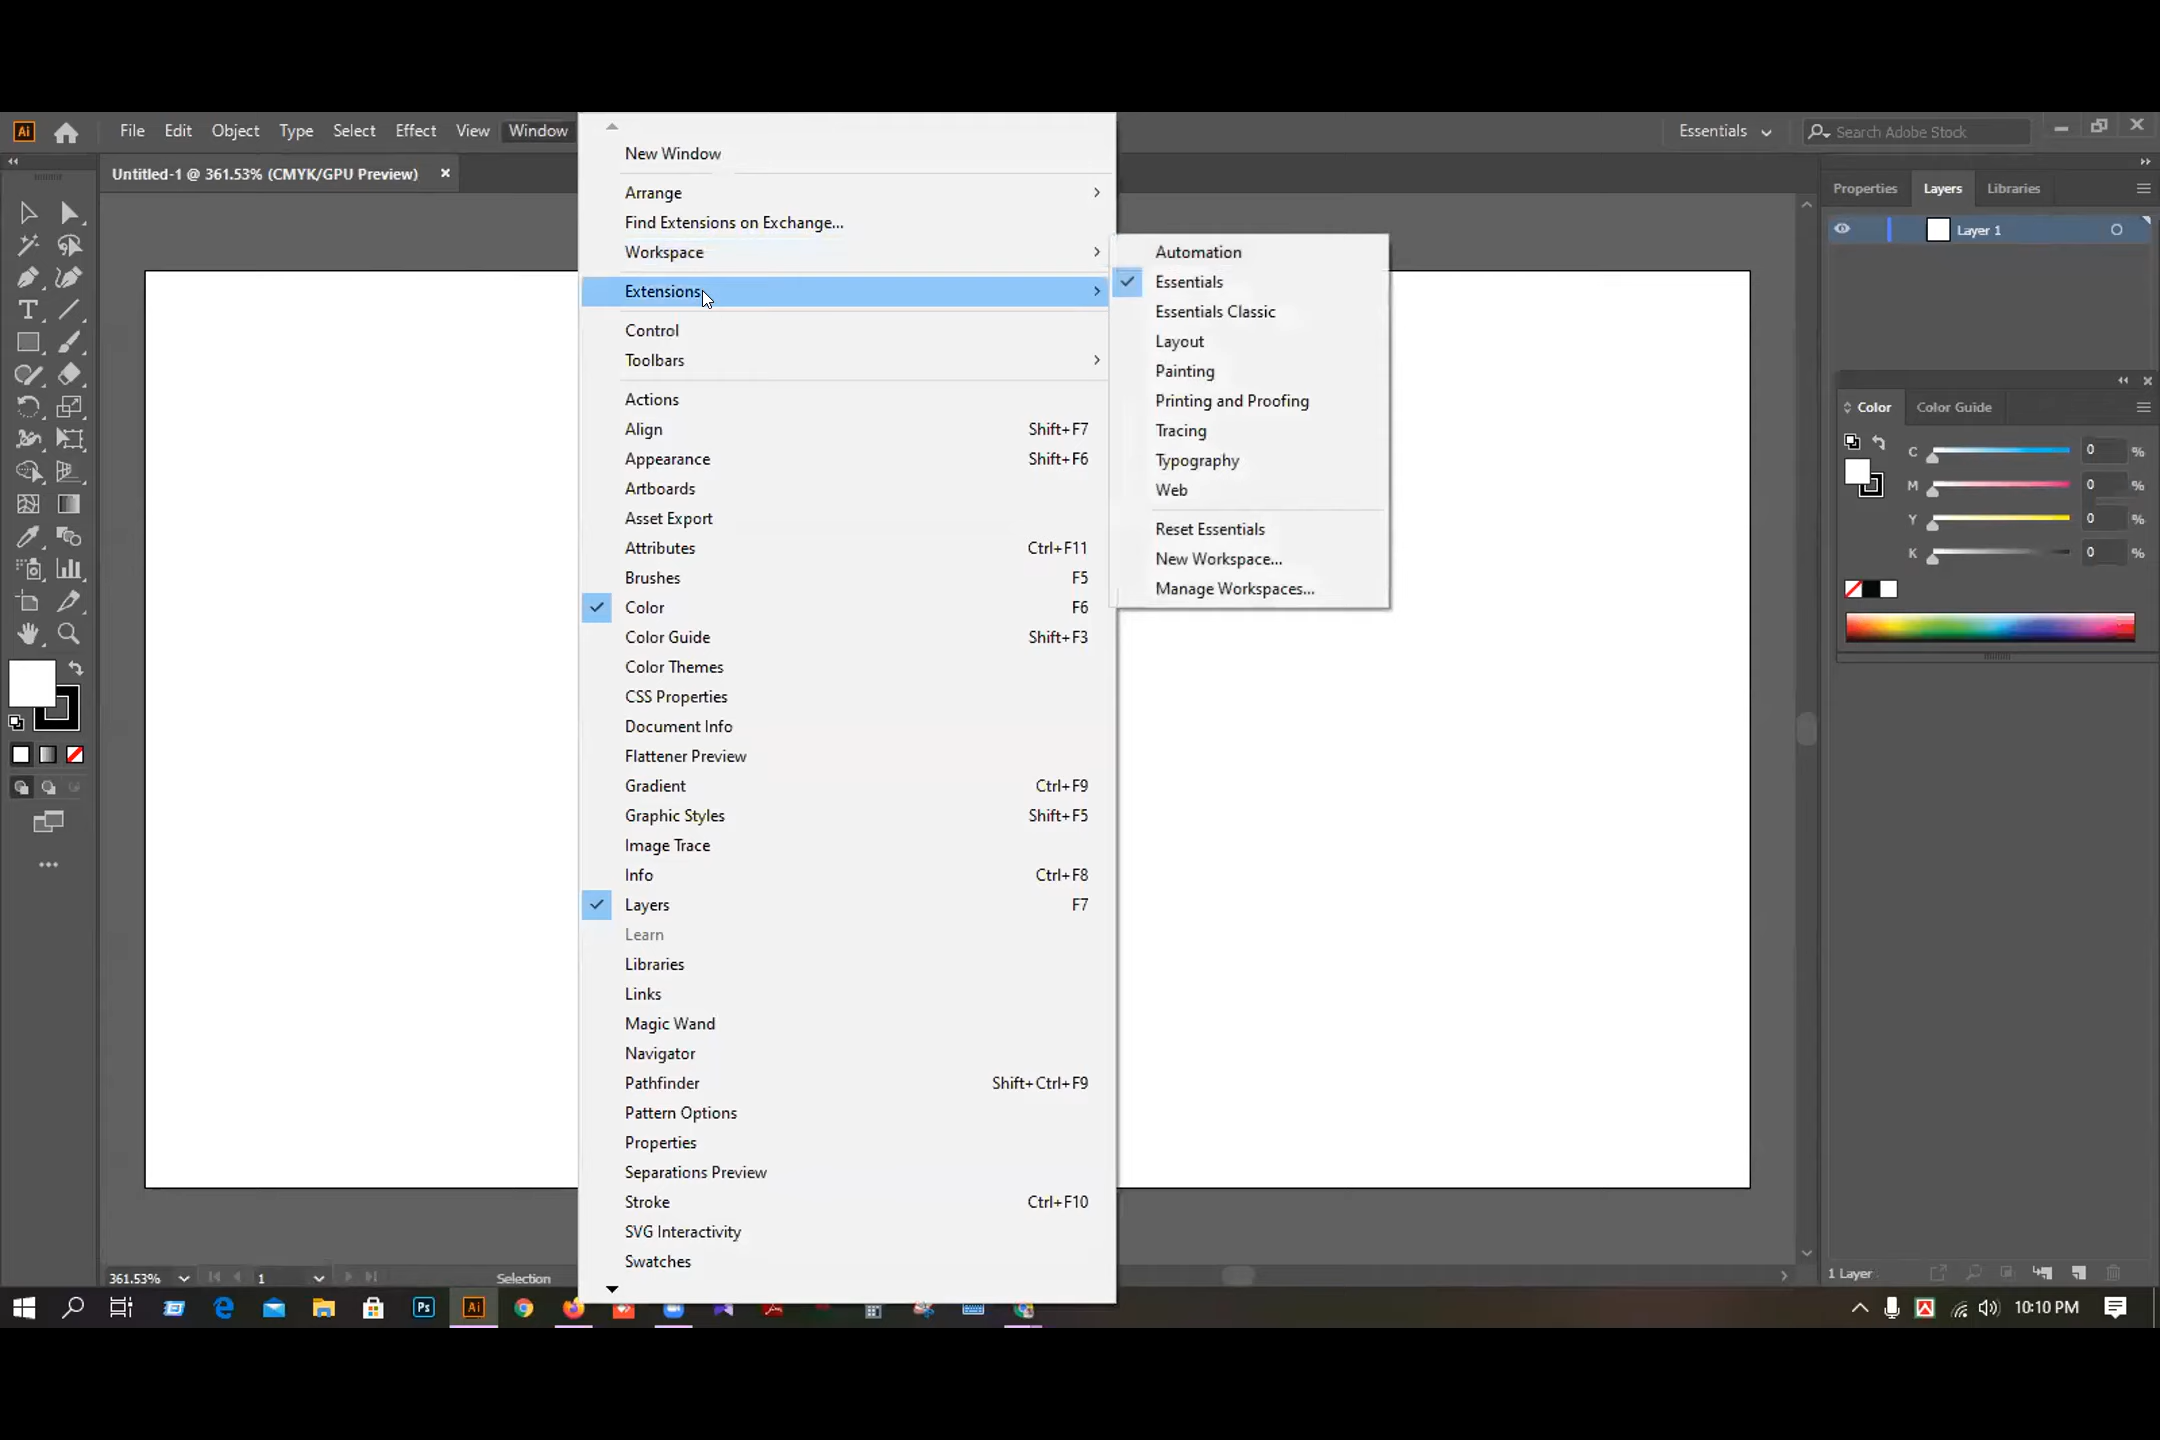 Ai File Edit Object Type Select Effect View Window Essentials Search Adobe Stock
Untitled-1 @ 361.53% (CMYK/GPU Preview)
New Window
Arrange
Find Extensions on Exchange...
Workspace
Extensions
Control
Toolbars
Actions
Align Shift+F7
Appearance Shift+F6
Artboards
Asset Export
Attributes Ctrl+F11
Brushes F5
Color F6
Color Guide Shift+F3
Color Themes
CSS Properties
Document Info
Flattener Preview
Gradient Ctrl+F9
Graphic Styles Shift+F5
Image Trace
Info Ctrl+F8
Layers F7
Learn
Libraries
Links
Magic Wand
Navigator
Pathfinder Shift+Ctrl+F9
Pattern Options
Properties
Separations Preview
Stroke Ctrl+F10
SVG Interactivity
Swatches
Automation
Essentials
Essentials Classic
Layout
Painting
Printing and Proofing
Tracing
Typography
Web
Reset Essentials
New Workspace...
Manage Workspaces...
Properties Layers Libraries
Layer 1
Color Color Guide
C 0 %
M 0 %
Y 0 %
K 0 %
1 Layer
361.53% 1 Selection
Ps Ai 10:10 PM